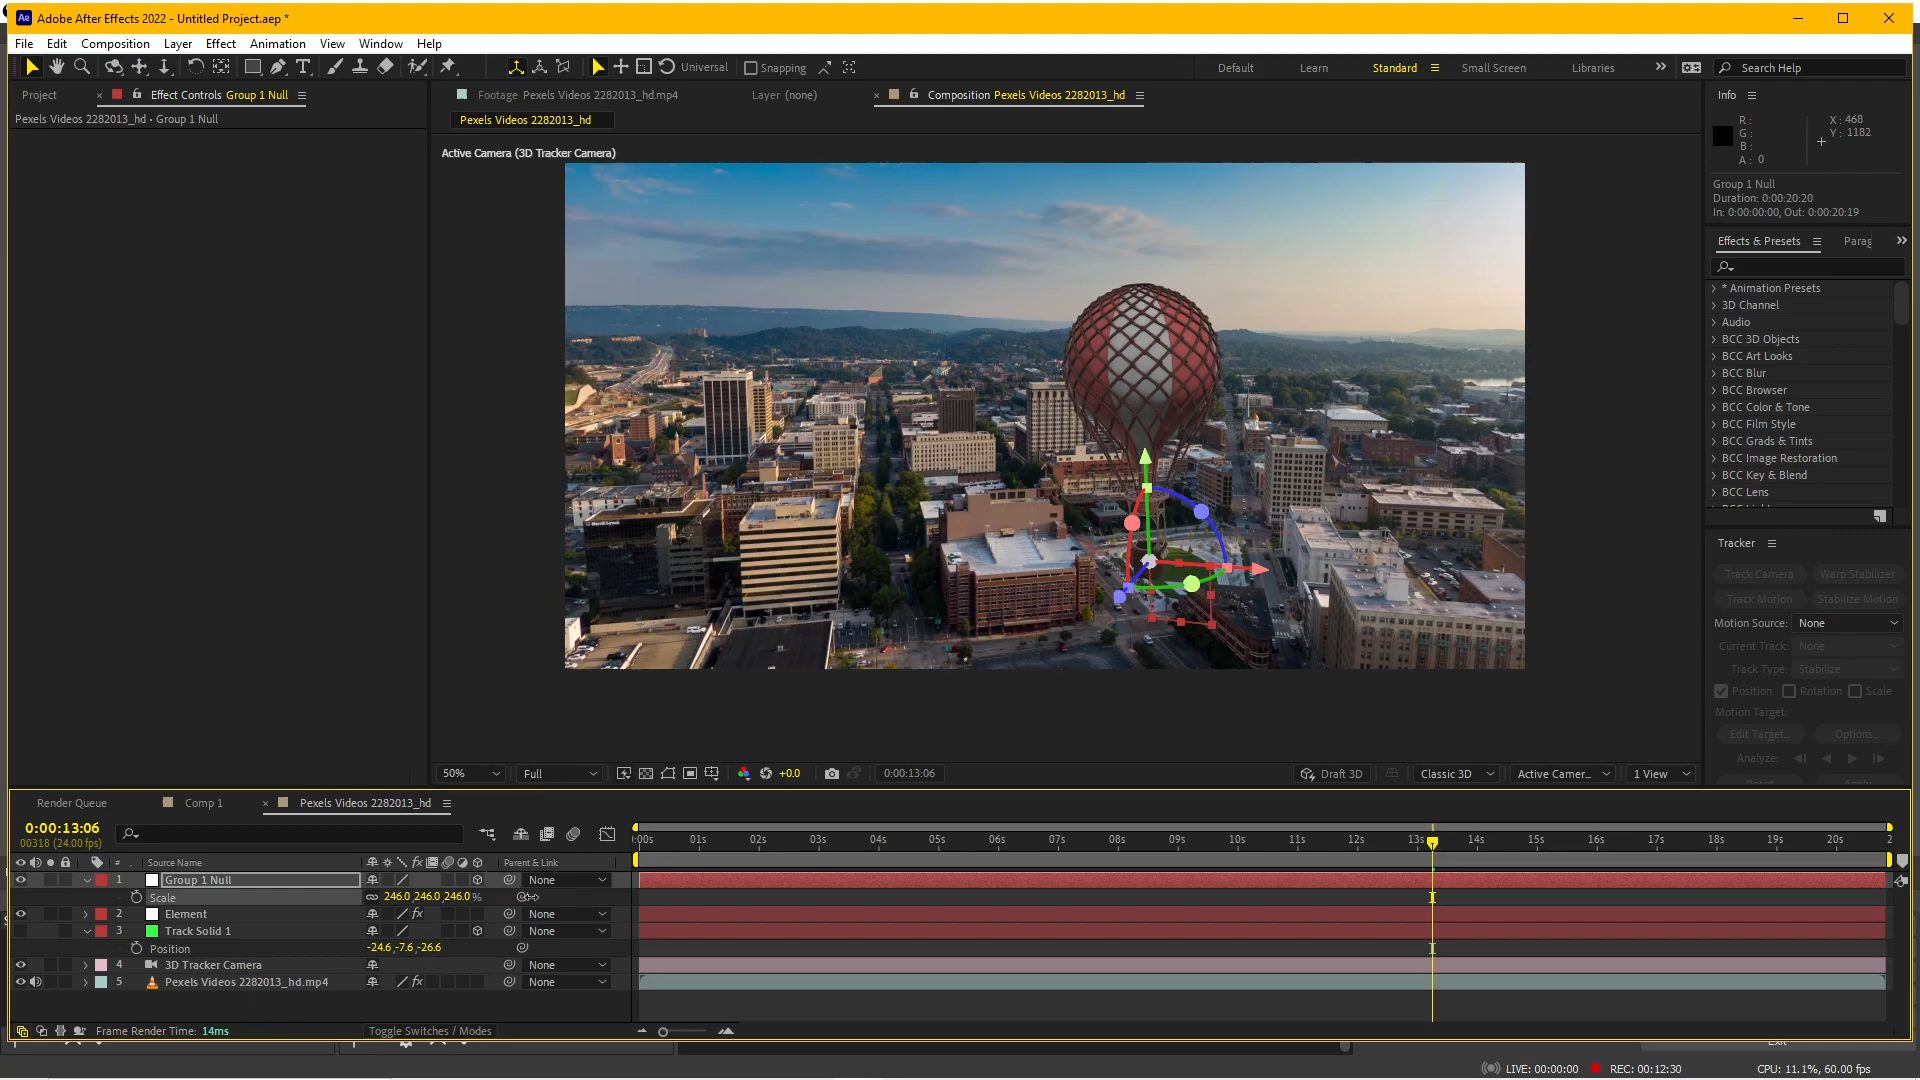 Adobe After Effects 2022 - Untitled Project.aep *
File Edit Composition Layer Effect Animation View Window Help
Universal Snapping Default Learn Standard Small Screen Libraries Search Help
Project Effect Controls Group 1 Null
Pexels Videos 2282013_hd • Group 1 Null
Footage Pexels Videos 2282013_hd.mp4 Layer (none) Composition Pexels Videos 2282013_hd
Pexels Videos 2282013_hd
Active Camera (3D Tracker Camera)
Info
R :
G :
B :
A : 0
X : 468
Y : 1182
Group 1 Null
Duration: 0:00:20:20
In: 0:00:00:00, Out: 0:00:20:19
Effects & Presets Parag
* Animation Presets
3D Channel
Audio
BCC 3D Objects
BCC Art Looks
BCC Blur
BCC Browser
BCC Color & Tone
BCC Film Style
BCC Grads & Tints
BCC Image Restoration
BCC Key & Blend
BCC Lens
Tracker
Track Camera Warp Stabilizer
Track Motion Stabilize Motion
Motion Source: None
Current Track: None
Track Type: Stabilize
Position Rotation Scale
Motion Target:
Edit Target... Options...
Analyze:
50% Full +0.0 0:00:13:06 Draft 3D Classic 3D Active Camer... 1 View
Render Queue Comp 1 Pexels Videos 2282013_hd
0:00:13:06
00318 (24.00 fps)
:00s 01s 02s 03s 04s 05s 06s 07s 08s 09s 10s 11s 12s 13s 14s 15s 16s 17s 18s 19s 20s 2
# Source Name fx Parent & Link
1 Group 1 Null None
Scale 246.0,246.0,246.0 %
2 Element fx None
3 Track Solid 1 None
Position -24.6,-7.6,-26.6
4 3D Tracker Camera None
5 Pexels Videos 2282013_hd.mp4 fx None
Frame Render Time: 14ms Toggle Switches / Modes
LIVE: 00:00:00 REC: 00:12:30 CPU: 11.1%, 60.00 fps